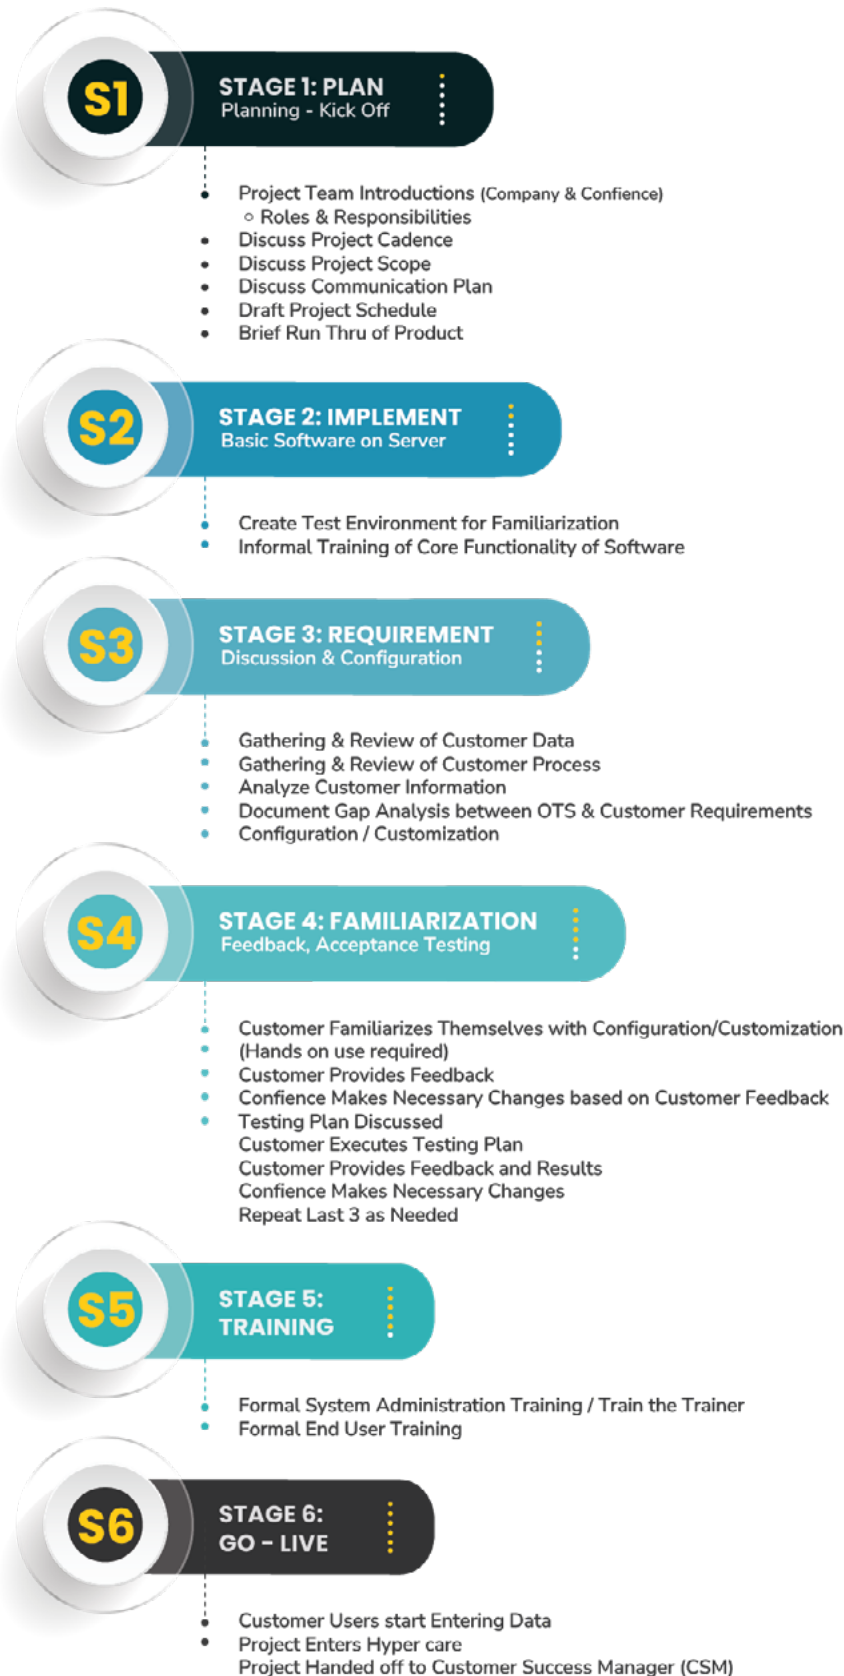 S1
STAGE 1: PLAN
Planning - Kick Off
Project Team Introductions (Company & Confience)
Roles & Responsibilities
Discuss Project Cadence
Discuss Project Scope
Discuss Communication Plan
Draft Project Schedule
Brief Run Thru of Product
S2
STAGE 2: IMPLEMENT
Basic Software on Server
Create Test Environment for Familiarization
Informal Training of Core Functionality of Software
S3
STAGE 3: REQUIREMENT
Discussion & Configuration
Gathering & Review of Customer Data
Gathering & Review of Customer Process
Analyze Customer Information
Document Gap Analysis between OTS & Customer Requirements
Configuration / Customization
S4
STAGE 4: FAMILIARIZATION
Feedback, Acceptance Testing
Customer Familiarizes Themselves with Configuration/Customization
(Hands on use required)
Customer Provides Feedback
Confience Makes Necessary Changes based on Customer Feedback
Testing Plan Discussed
Customer Executes Testing Plan
Customer Provides Feedback and Results
Confience Makes Necessary Changes
Repeat Last 3 as Needed
S5
STAGE 5:
TRAINING
Formal System Administration Training / Train the Trainer
Formal End User Training
S6
STAGE 6:
GO - LIVE
Customer Users start Entering Data
Project Enters Hyper care
Project Handed off to Customer Success Manager (CSM)